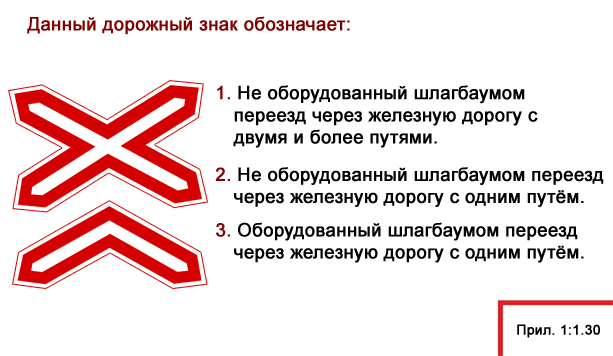 Данный дорожный знак обозначает:
1. Не оборудованный шлагбаумом
переезд через железную дорогу с
двумя и более путями.
2. Не оборудованный шлагбаумом переезд
через железную дорогу с одним путём.
3. Оборудованный шлагбаумом переезд
через железную дорогу с одним путём.
Прил. 1:1.30